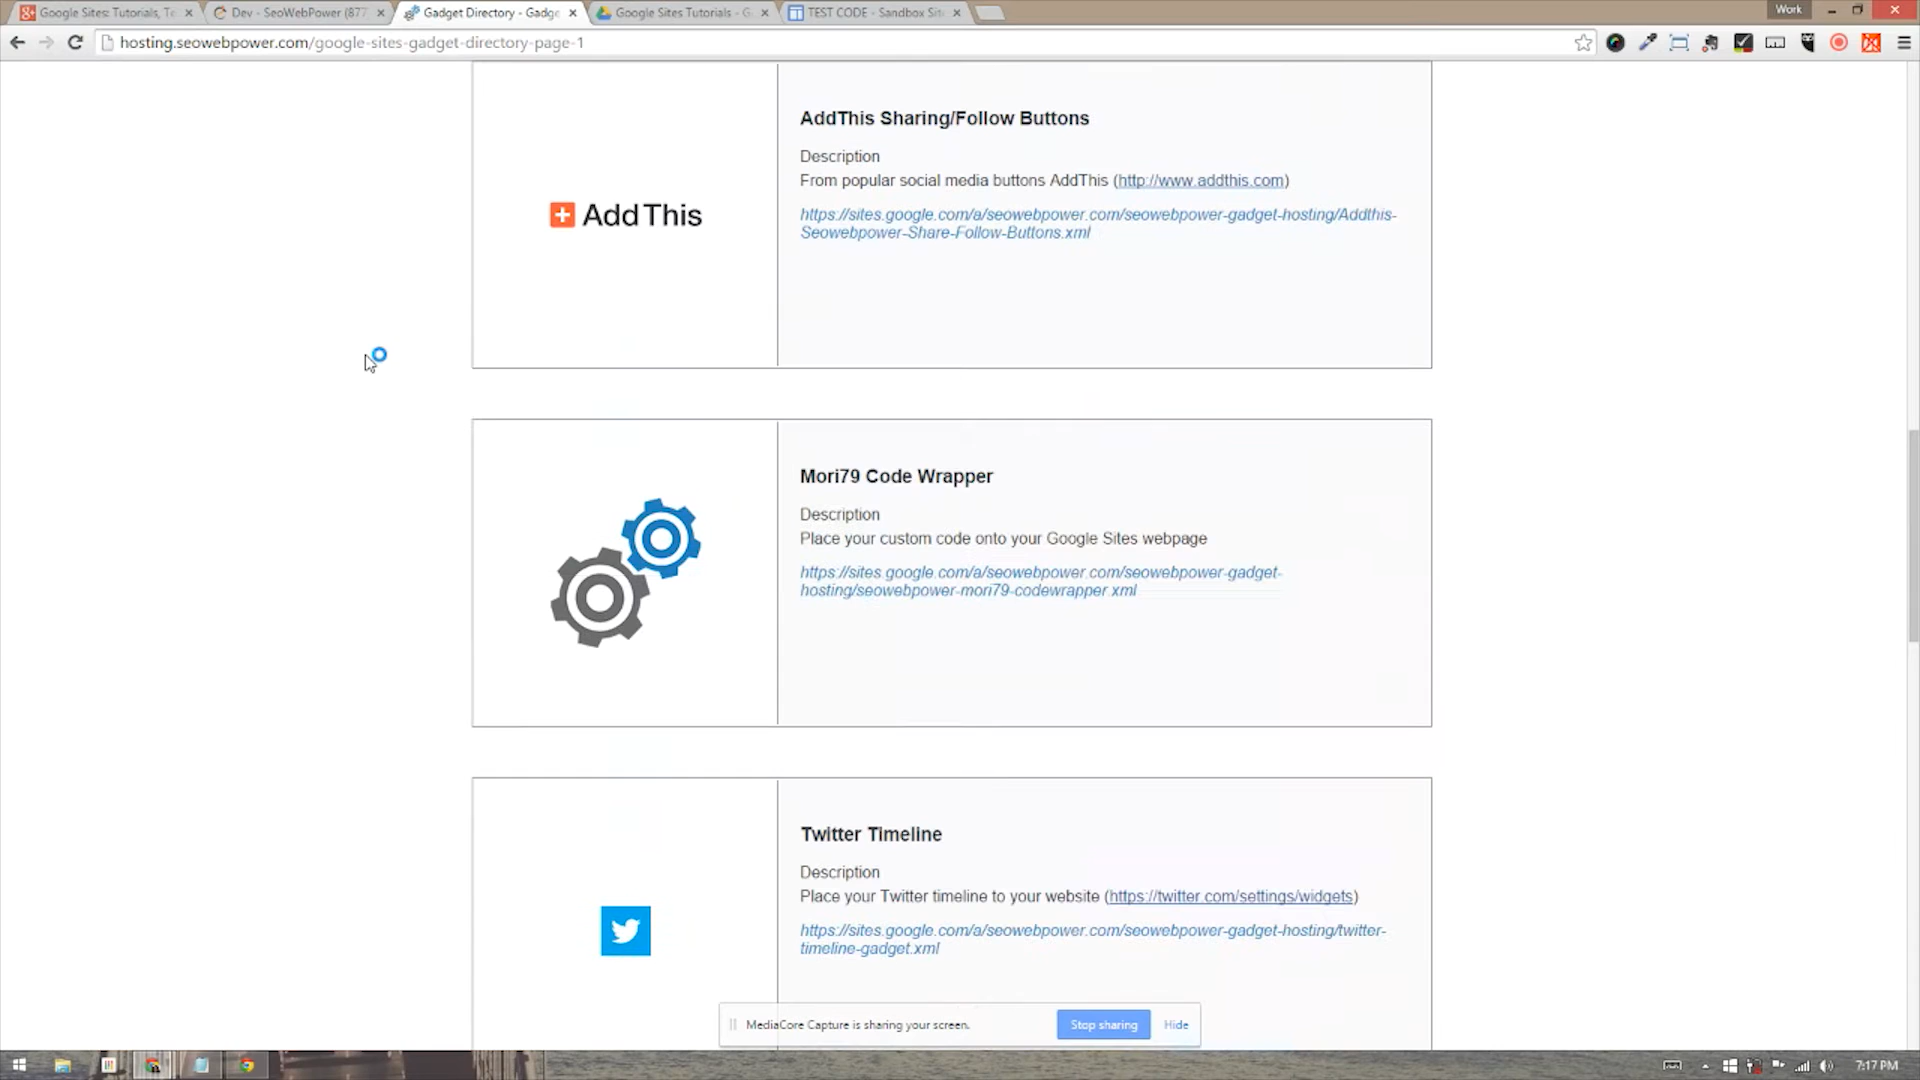 Google Sites: Tutorials, Te
Dev - SeoWebPower (877
Gadget Directory - Gadge
Google Sites Tutorials - G
TEST CODE - Sandbox Sit
Work
hosting.seowebpower.com/google-sites-gadget-directory-page-1
AddThis Sharing/Follow Buttons
Description
From popular social media buttons AddThis (http://www.addthis.com)
https://sites.google.com/a/seowebpower.com/seowebpower-gadget-hosting/Addthis-
Seowebpower-Share-Follow-Buttons.xml
AddThis
Mori79 Code Wrapper
Description
Place your custom code onto your Google Sites webpage
https://sites.google.com/a/seowebpower.com/seowebpower-gadget-
hosting/seowebpower-mori79-codewrapper.xml
Twitter Timeline
Description
Place your Twitter timeline to your website (https://twitter.com/settings/widgets)
https://sites.google.com/a/seowebpower.com/seowebpower-gadget-hosting/twitter-
timeline-gadget.xml
MediaCore Capture is sharing your screen.
Stop sharing
Hide
7:17 PM